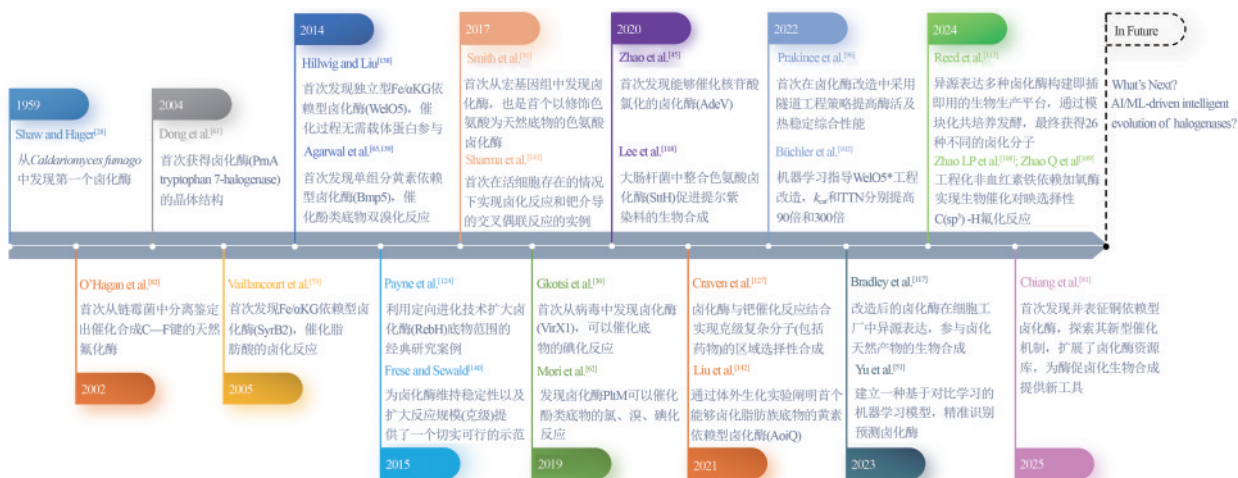 1959
Shaw and Hager[28]
从Caldariomyces fumago
中发现第一个卤化酶
2004
Dong et al.
首次获得卤化酶(PrnA
tryptophan 7-halogenase)
的晶体结构
2014
Hillwig and Liu[138]
首次发现独立型Fe/αKG依
赖型卤化酶(WelO5)，催
化过程无需载体蛋白参与
Agarwal et al.
首次发现单组分黄素依赖
型卤化酶(Bmp5)，催
化酚类底物双溴化反应
2017
Smith et al.
首次从宏基因组中发现卤
化酶，也是首个以修饰色
氨酸为天然底物的色氨酸
卤化酶
Sharma et al.
首次在活细胞存在的情况
下实现卤化反应和钯介导
的交叉偶联反应的实例
2020
Zhao et al.[45]
首次发现能够催化核苷酸
氯化的卤化酶(AdeV)
Lee et al.[118]
大肠杆菌中整合色氨酸卤
化酶(SttH)促进提尔紫
染料的生物合成
2022
Prakinee et al.[96]
首次在卤化酶改造中采用
隧道工程策略提高酶活及
热稳定综合性能
Büchler et al.[102]
机器学习指导WelO5*工程
改造，kcat和TTN分别提高
90倍和300倍
2024
Reed et al.
异源表达多种卤化酶构建即插
即用的生物生产平台，通过模
块化共培养发酵，最终获得26
种不同的卤化分子
Zhao LP et al.[108]; Zhao Q et al[109]
工程化非血红素铁依赖加氧酶
实现生物催化对映选择性
C(sp³) -H氟化反应
In Future
What's Next?
AI/ML-driven intelligent
evolution of halogenases?
O'Hagan et al.[82]
首次从链霉菌中分离鉴定
出催化合成C—F键的天然
氟化酶
2002
Vaillancourt et al.
首次发现Fe/αKG依赖型卤
化酶(SyrB2)，催化脂
肪酸的卤化反应
2005
Payne et al.[124]
利用定向进化技术扩大卤
化酶(RebH)底物范围的
经典研究案例
Frese and Sewald[140]
为卤化酶维持稳定性以及
扩大反应规模(克级)提
供了一个切实可行的示范
2015
Gkotsi et al.
首次从病毒中发现卤化酶
(VirX1)，可以催化底
物的碘化反应
Mori et al.[62]
发现卤化酶PltM可以催化
酚类底物的氯、溴、碘化
反应
2019
Craven et al.[127]
卤化酶与钯催化反应结合
实现克级复杂分子(包括
药物)的区域选择性合成
Liu et al.[142]
通过体外生化实验阐明首个
能够卤化脂肪族底物的黄素
依赖型卤化酶(AoiQ)
2021
Bradley et al.[117]
改造后的卤化酶在细胞工
厂中异源表达，参与卤化
天然产物的生物合成
Yu et al.
建立一种基于对比学习的
机器学习模型，精准识别
预测卤化酶
2023
Chiang et al.
首次发现并表征铜依赖型
卤化酶，探索其新型催化
机制，扩展了卤化酶资源
库，为酶促卤化生物合成
提供新工具
2025